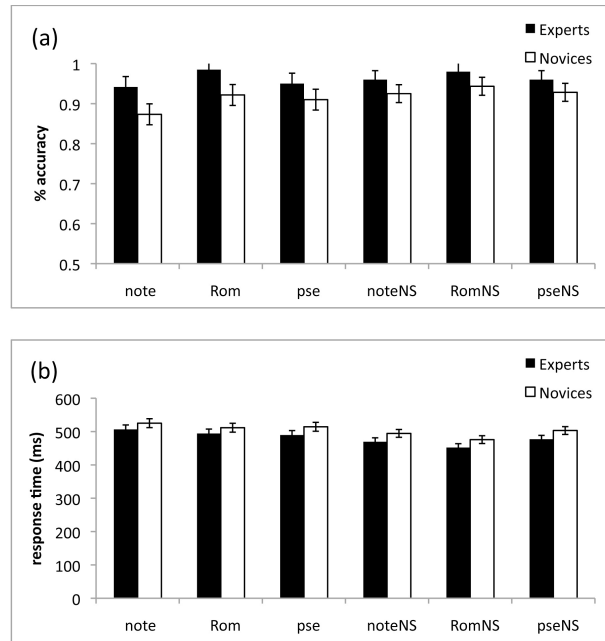 (a)
Experts
Novices
% accuracy
1
0.9
0.8
0.7
0.6
0.5
note Rom pse noteNS RomNS pseNS
(b)
Experts
Novices
response time (ms)
600
500
400
300
200
100
0
note Rom pse noteNS RomNS pseNS